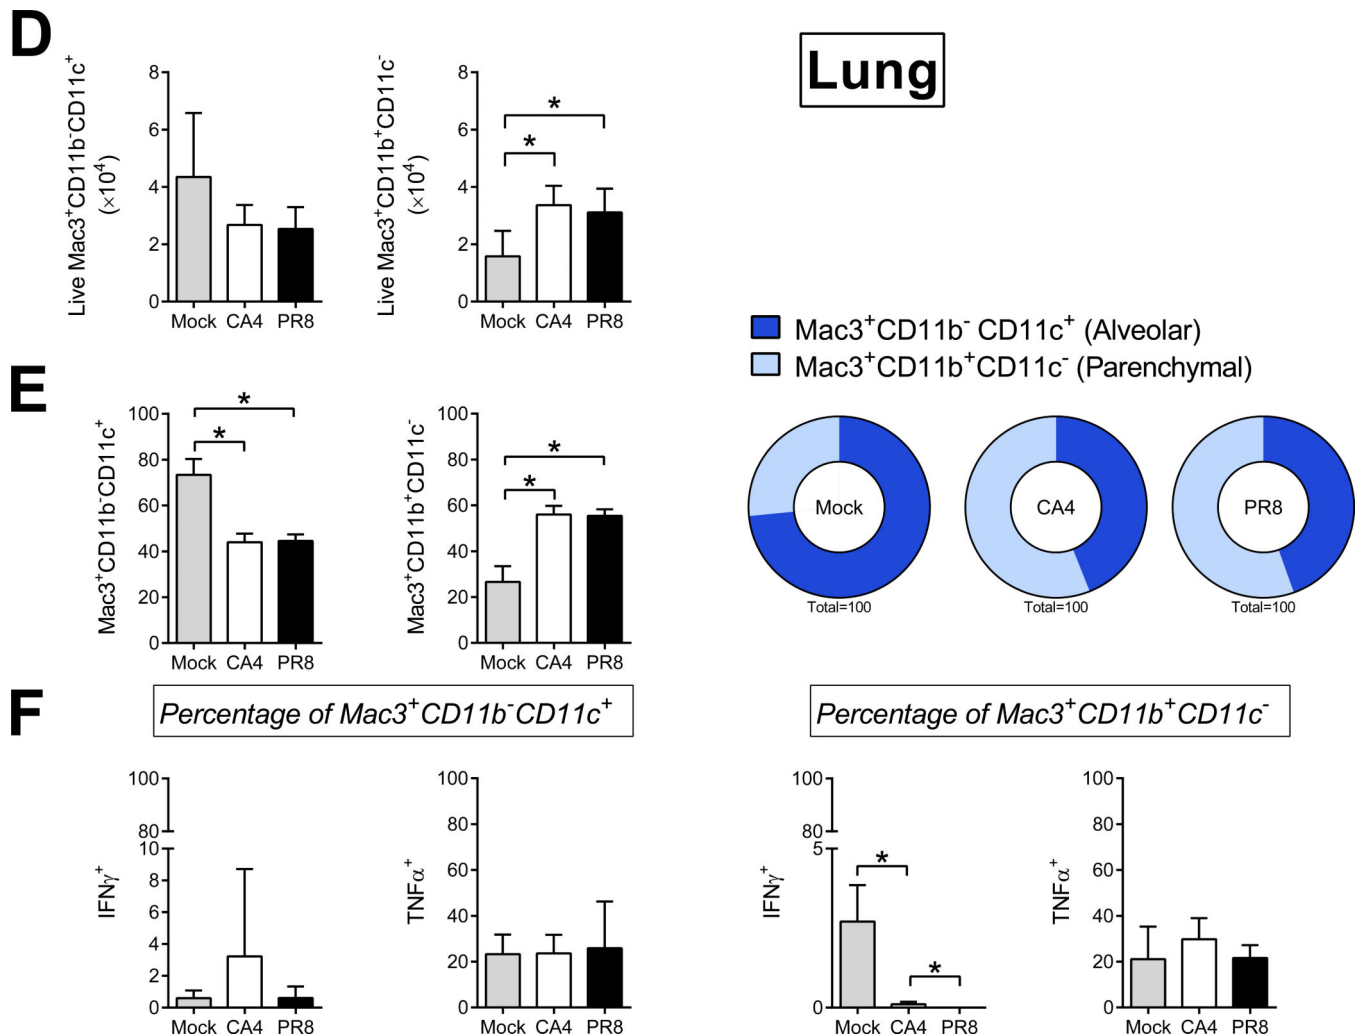 D
Lung
Live Mac3⁺CD11b⁻CD11c⁺
(×10⁴)
8
6
4
2
0
Mock CA4 PR8
Live Mac3⁺CD11b⁺CD11c⁻
(×10⁴)
8
6
4
2
0
* *
Mock CA4 PR8
Mac3⁺CD11b⁻ CD11c⁺ (Alveolar)
Mac3⁺CD11b⁺CD11c⁻ (Parenchymal)
E
Mac3⁺CD11b⁻CD11c⁺
100
80
60
40
20
0
* *
Mock CA4 PR8
Mac3⁺CD11b⁺CD11c⁻
100
80
60
40
20
0
* *
Mock CA4 PR8
Mock
Total=100
CA4
Total=100
PR8
Total=100
F
Percentage of Mac3⁺CD11b⁻CD11c⁺
Percentage of Mac3⁺CD11b⁺CD11c⁻
IFNγ⁺
100
80
10
8
6
4
2
0
Mock CA4 PR8
TNFα⁺
100
80
60
40
20
0
Mock CA4 PR8
IFNγ⁺
100
80
5
0
* *
Mock CA4 PR8
TNFα⁺
100
80
60
40
20
0
Mock CA4 PR8